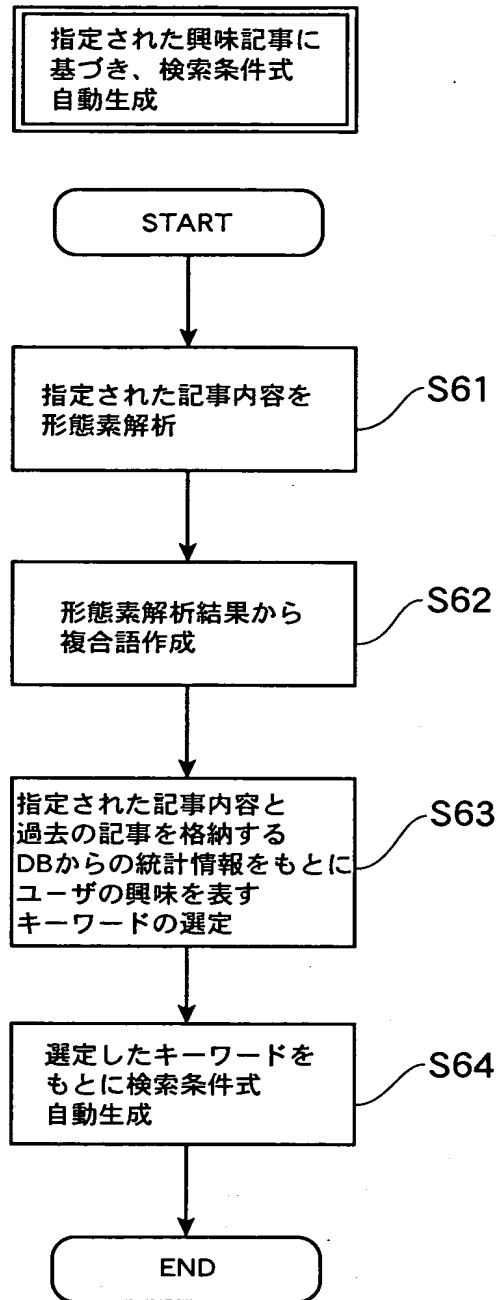 指定された興味記事に
基づき、検索条件式
自動生成
START
指定された記事内容を
形態素解析
S61
形態素解析結果から
複合語作成
S62
指定された記事内容と
過去の記事を格納する
DBからの統計情報をもとに
ユーザの興味を表す
キーワードの選定
S63
選定したキーワードを
もとに検索条件式
自動生成
S64
END